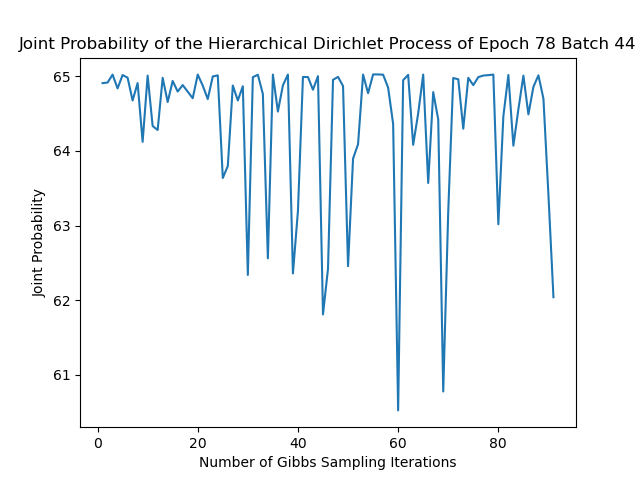 Joint Probability of the Hierarchical Dirichlet Process of Epoch 78 Batch 44
65
64
63
62
61
Joint Probability
0 20 40 60 80
Number of Gibbs Sampling Iterations